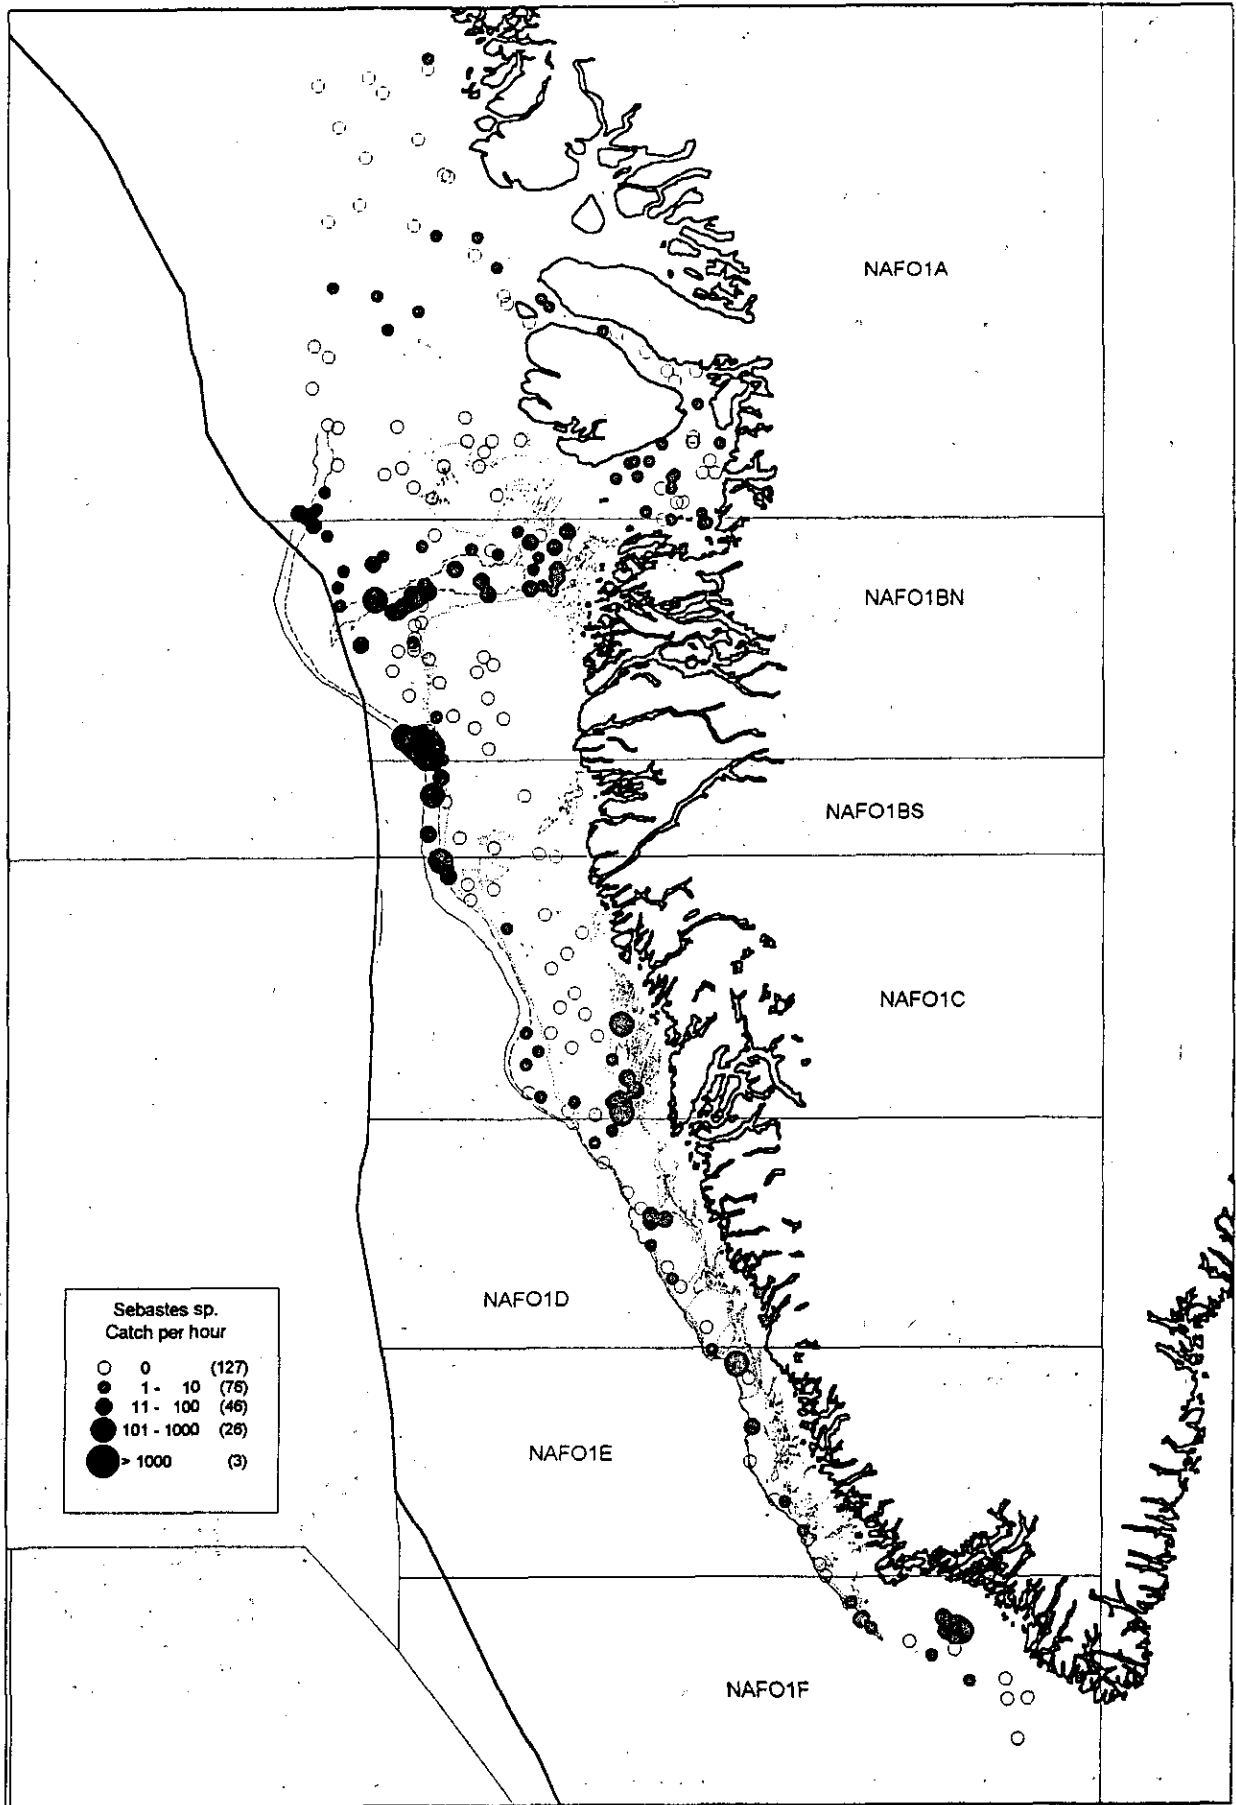 NAFO1A
NAFO1BN
NAFO1BS
NAFO1C
NAFO1D
NAFO1E
NAFO1F
Sebastes sp.
Catch per hour
0 (127)
1 - 10 (76)
11 - 100 (46)
101 - 1000 (26)
> 1000 (3)